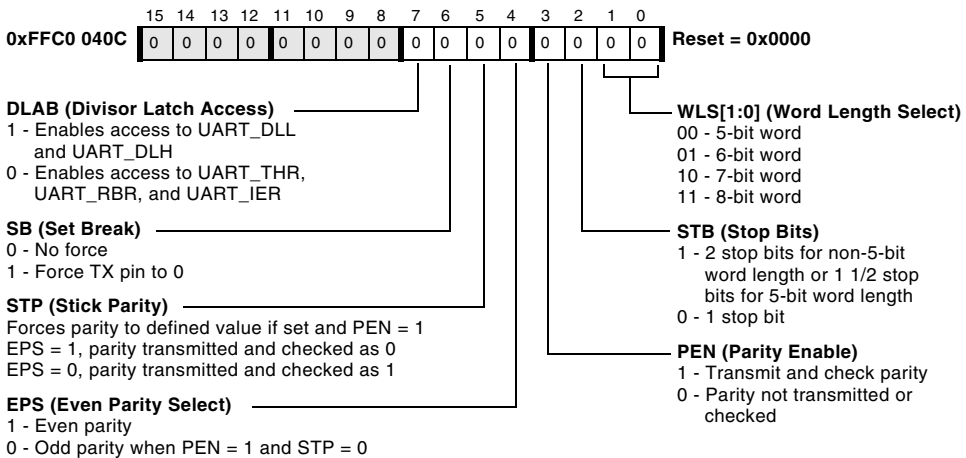 15 14 13 12 11 10 9 8 7 6 5 4 3 2 1 0
0xFFC0 040C 0 0 0 0 0 0 0 0 0 0 0 0 0 0 0 0 Reset = 0x0000
DLAB (Divisor Latch Access)
1 - Enables access to UART_DLL
and UART_DLH
0 - Enables access to UART_THR,
UART_RBR, and UART_IER
SB (Set Break)
0 - No force
1 - Force TX pin to 0
STP (Stick Parity)
Forces parity to defined value if set and PEN = 1
EPS = 1, parity transmitted and checked as 0
EPS = 0, parity transmitted and checked as 1
EPS (Even Parity Select)
1 - Even parity
0 - Odd parity when PEN = 1 and STP = 0
WLS[1:0] (Word Length Select)
00 - 5-bit word
01 - 6-bit word
10 - 7-bit word
11 - 8-bit word
STB (Stop Bits)
1 - 2 stop bits for non-5-bit
word length or 1 1/2 stop
bits for 5-bit word length
0 - 1 stop bit
PEN (Parity Enable)
1 - Transmit and check parity
0 - Parity not transmitted or
checked